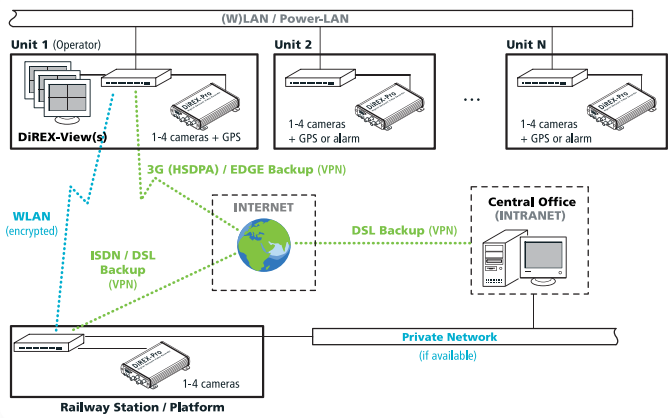 (W)LAN / Power-LAN
Unit 1 (Operator)
Unit 2
Unit N
DiREX-Pro
DiREX-Pro
DiREX-Pro
...
DiREX-View(s)
1-4 cameras + GPS
1-4
cameras
+ GPS or alarm
1-4
cameras
+ GPS or alarm
3G (HSDPA) / EDGE Backup (VPN)
WLAN
(encrypted)
INTERNET
Central Office
(INTRANET)
DSL Backup (VPN)
ISDN / DSL
Backup
(VPN)
Private Network
(if available)
DiREX-Pro
1-4 cameras
Railway Station / Platform